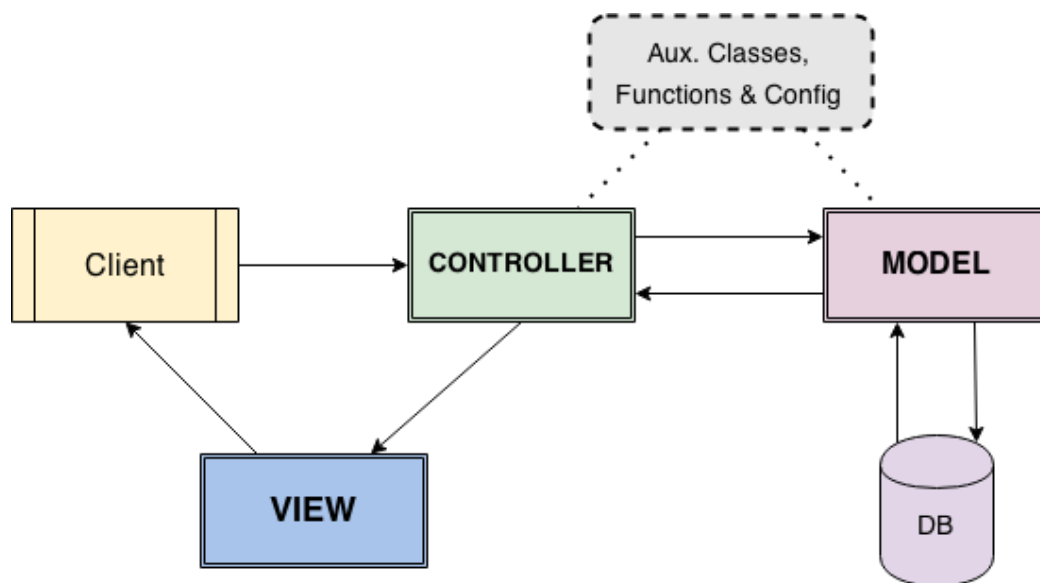 Aux. Classes,
Functions & Config
Client
CONTROLLER
MODEL
VIEW
DB